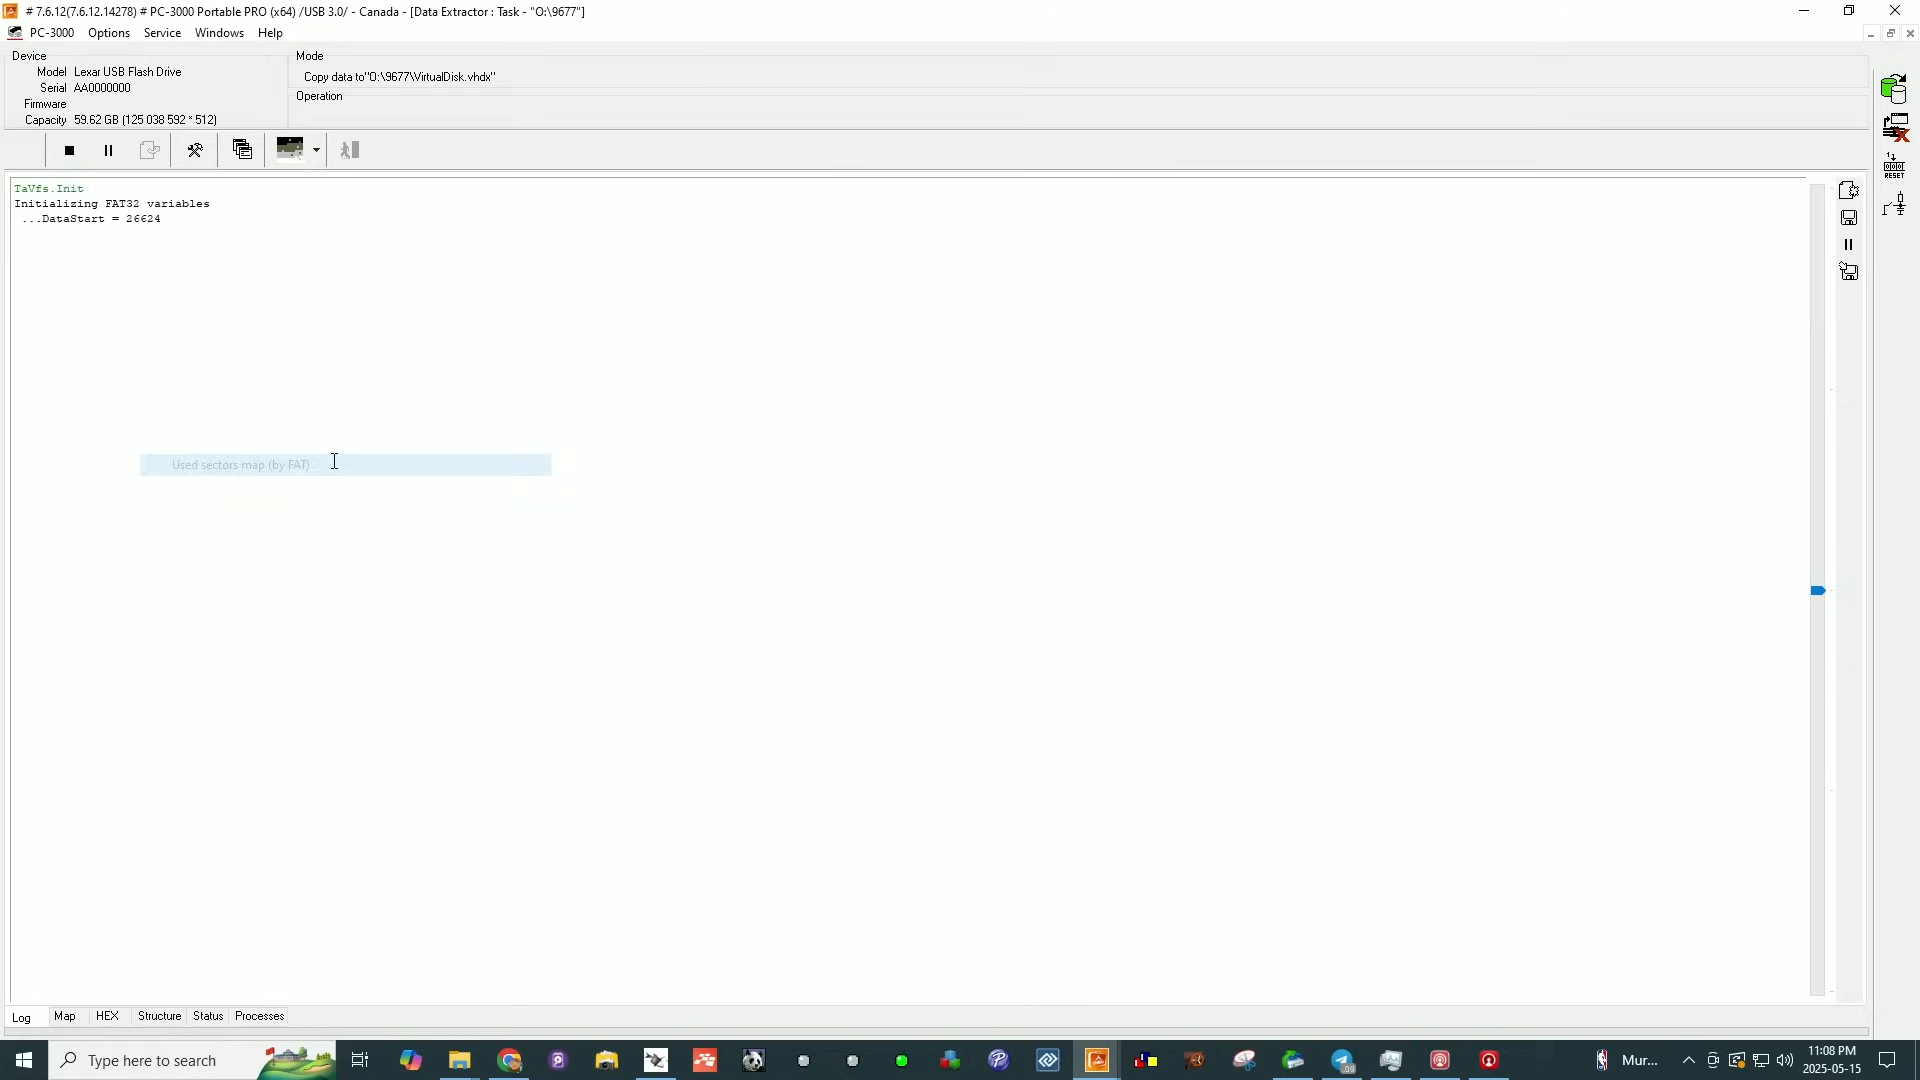 # 7.6.12(7.6.12.14278) # PC-3000 Portable PRO (x64) /USB 3.0/ - Canada - [Data Extractor : Task - "O:\9677"]
PC-3000 Options Service Windows Help
Device
Model Lexar USB Flash Drive
Serial AA0000000
Firmware
Capacity 59.62 GB (125 038 592 * 512)
Mode
Copy data to"O:\9677\VirtualDisk.vhdx"
Operation
RESET
TaVfs.Init
Initializing FAT32 variables
...DataStart = 26624
Used sectors map (by FAT)
Log Map HEX Structure Status Processes
Type here to search
09
Mur...
11:08 PM
2025-05-15